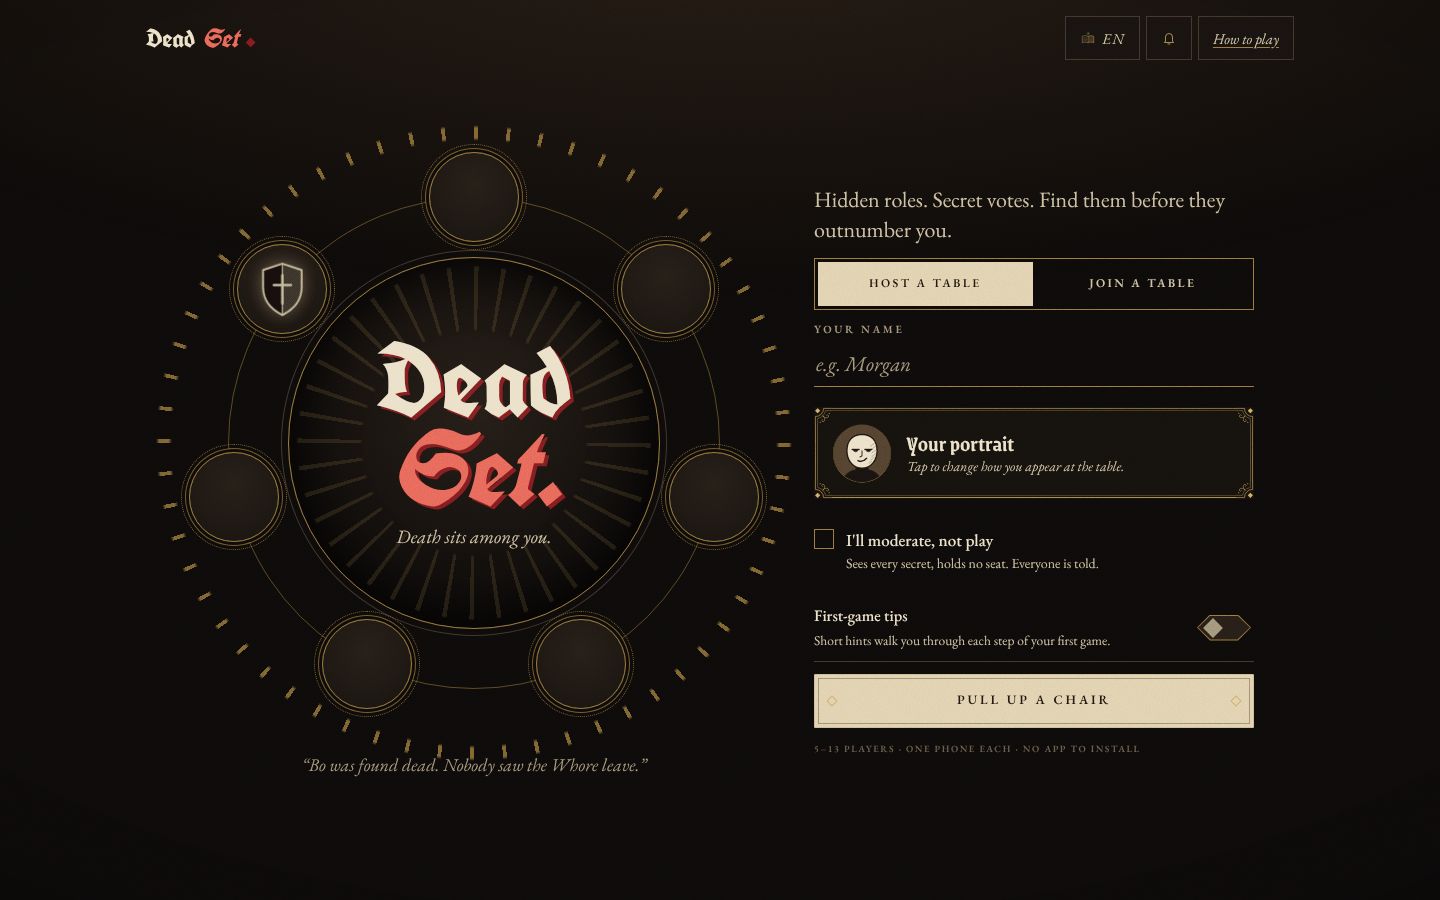 Dead Set
EN
How to play
Dead
Set.
Death sits among you.
“Bo was found dead. Nobody saw the Whore leave.”
Hidden roles. Secret votes. Find them before they
outnumber you.
HOST A TABLE
JOIN A TABLE
YOUR NAME
e.g. Morgan
Your portrait
Tap to change how you appear at the table.
I'll moderate, not play
Sees every secret, holds no seat. Everyone is told.
First-game tips
Short hints walk you through each step of your first game.
PULL UP A CHAIR
5–13 PLAYERS · ONE PHONE EACH · NO APP TO INSTALL